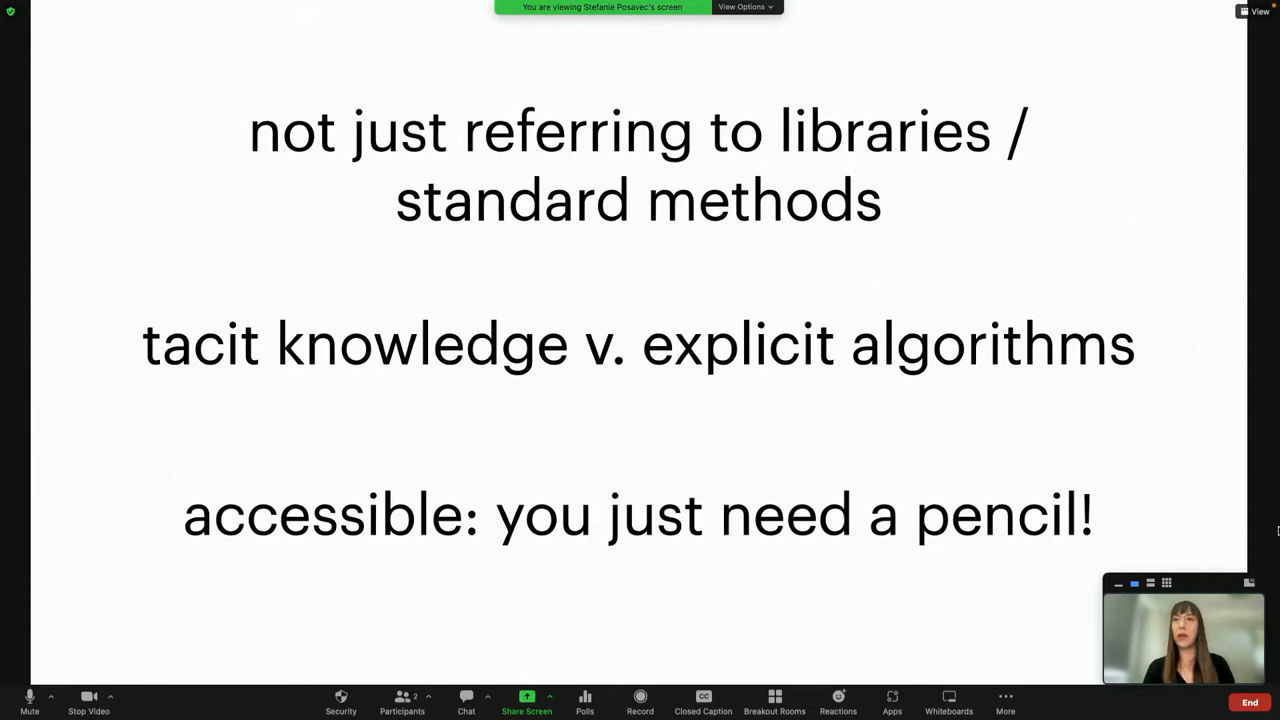 You are viewing Stefanie Posavec's screen
View Options
View
not just referring to libraries /
standard methods
tacit knowledge v. explicit algorithms
accessible: you just need a pencil!
Mute
Stop Video
Security
Participants
2
Chat
Share Screen
Polls
Record
CC
Closed Caption
Breakout Rooms
Reactions
Apps
Whiteboards
More
End